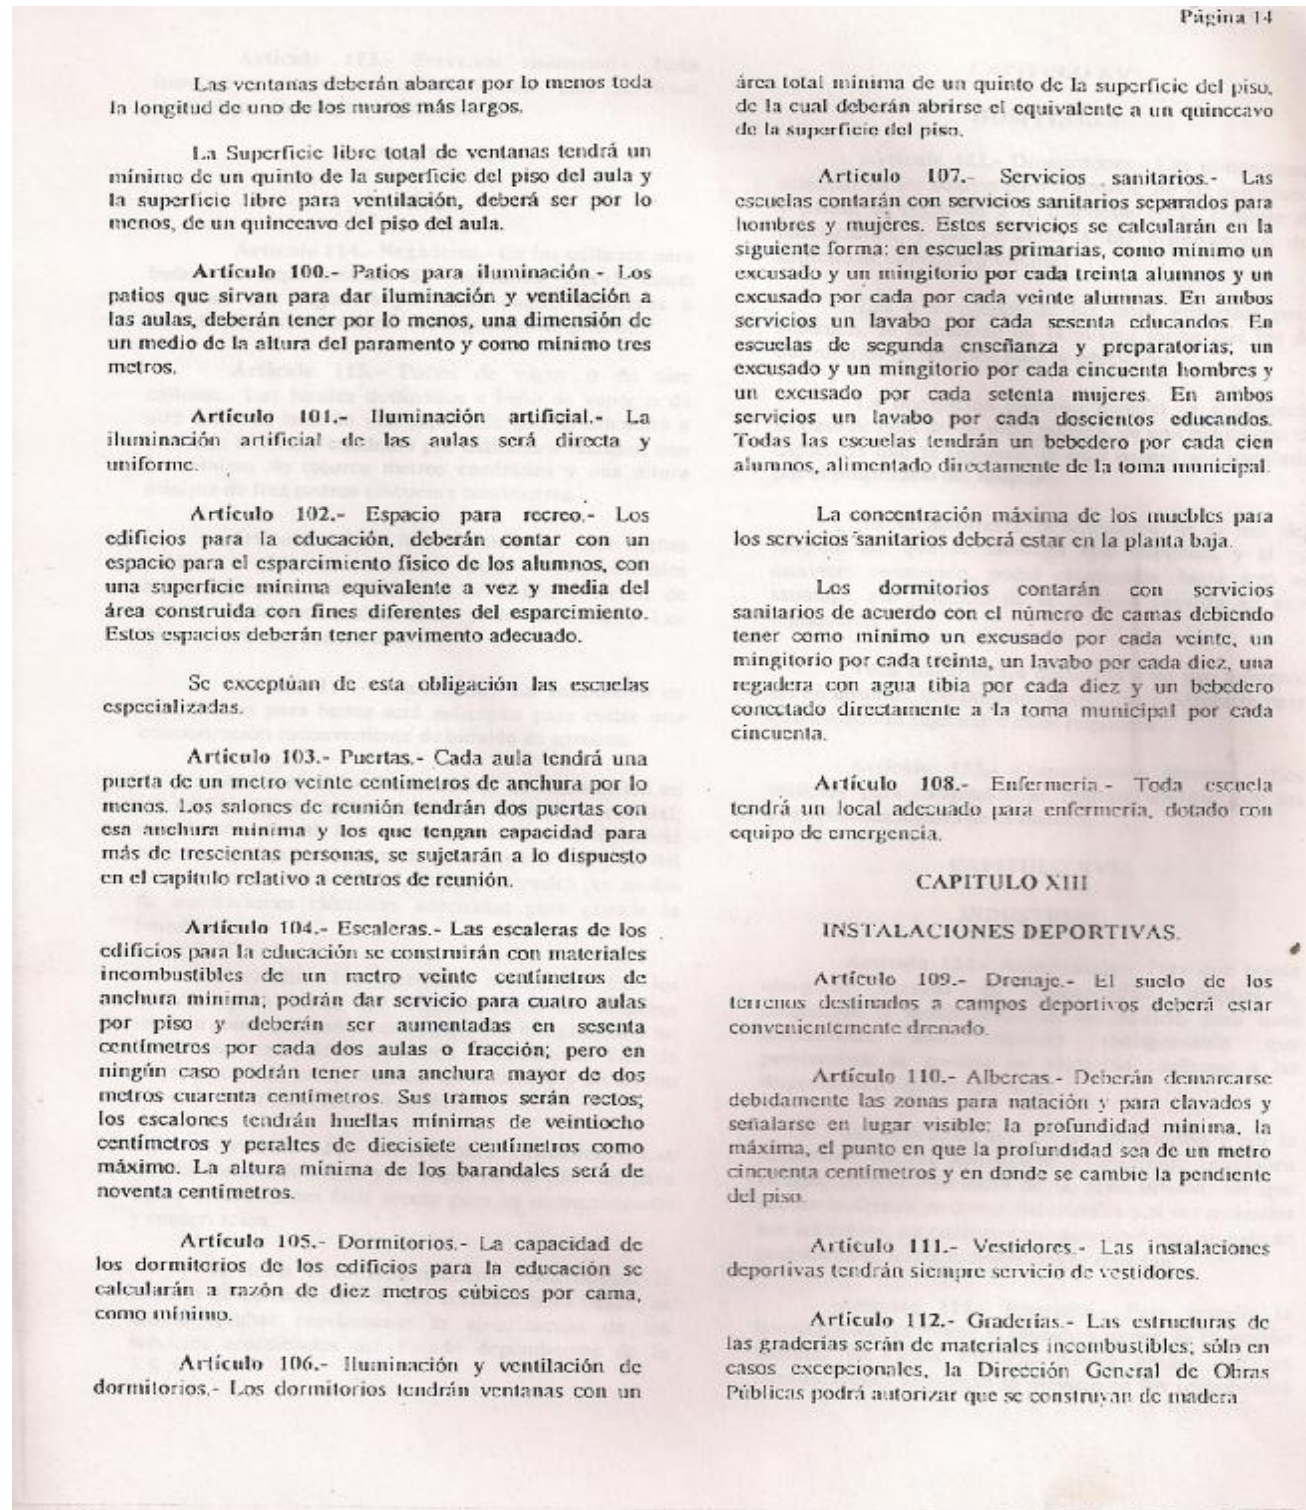 Página 14
Las ventanas deberán abarcar por lo menos toda
la longitud de uno de los muros más largos.
La Superficie libre total de ventanas tendrá un
mínimo de un quinto de la superficie del piso del aula y
la superficie libre para ventilación, deberá ser por lo
menos, de un quinceavo del piso del aula.
Artículo 100.- Patios para iluminación.- Los
patios que sirvan para dar iluminación y ventilación a
las aulas, deberán tener por lo menos, una dimensión de
un medio de la altura del paramento y como mínimo tres
metros.
Artículo 101.- Iluminación artificial.- La
iluminación artificial de las aulas será directa y
uniforme.
Artículo 102.- Espacio para recreo.- Los
edificios para la educación, deberán contar con un
espacio para el esparcimiento físico de los alumnos, con
una superficie mínima equivalente a vez y media del
área construida con fines diferentes del esparcimiento.
Estos espacios deberán tener pavimento adecuado.
Se exceptúan de esta obligación las escuelas
especializadas.
Artículo 103.- Puertas.- Cada aula tendrá una
puerta de un metro veinte centímetros de anchura por lo
menos. Los salones de reunión tendrán dos puertas con
esa anchura mínima y los que tengan capacidad para
más de trescientas personas, se sujetarán a lo dispuesto
en el capítulo relativo a centros de reunión.
Artículo 104.- Escaleras.- Las escaleras de los
edificios para la educación se construirán con materiales
incombustibles de un metro veinte centímetros de
anchura mínima; podrán dar servicio para cuatro aulas
por piso y deberán ser aumentadas en sesenta
centímetros por cada dos aulas o fracción; pero en
ningún caso podrán tener una anchura mayor de dos
metros cuarenta centímetros. Sus tramos serán rectos;
los escalones tendrán huellas mínimas de veintiocho
centímetros y peraltes de diecisiete centímetros como
máximo. La altura mínima de los barandales será de
noventa centímetros.
Artículo 105.- Dormitorios.- La capacidad de
los dormitorios de los edificios para la educación se
calcularán a razón de diez metros cúbicos por cama,
como mínimo.
Artículo 106.- Iluminación y ventilación de
dormitorios.- Los dormitorios tendrán ventanas con un
área total mínima de un quinto de la superficie del piso,
de la cual deberán abrirse el equivalente a un quinceavo
de la superficie del piso.
Artículo 107.- Servicios sanitarios.- Las
escuelas contarán con servicios sanitarios separados para
hombres y mujeres. Estos servicios se calcularán en la
siguiente forma: en escuelas primarias, como mínimo un
excusado y un mingitorio por cada treinta alumnos y un
excusado por cada por cada veinte alumnas. En ambos
servicios un lavabo por cada sesenta educandos. En
escuelas de segunda enseñanza y preparatorias; un
excusado y un mingitorio por cada cincuenta hombres y
un excusado por cada setenta mujeres. En ambos
servicios un lavabo por cada doscientos educandos.
Todas las escuelas tendrán un bebedero por cada cien
alumnos, alimentado directamente de la toma municipal.
La concentración máxima de los muebles para
los servicios sanitarios deberá estar en la planta baja.
Los dormitorios contarán con servicios
sanitarios de acuerdo con el número de camas debiendo
tener como mínimo un excusado por cada veinte, un
mingitorio por cada treinta, un lavabo por cada diez, una
regadera con agua tibia por cada diez y un bebedero
conectado directamente a la toma municipal por cada
cincuenta.
Artículo 108.- Enfermería.- Toda escuela
tendrá un local adecuado para enfermería, dotado con
equipo de emergencia.
CAPITULO XIII
INSTALACIONES DEPORTIVAS.
Artículo 109.- Drenaje.- El suelo de los
terrenos destinados a campos deportivos deberá estar
convenientemente drenado.
Artículo 110.- Albercas.- Deberán demarcarse
debidamente las zonas para natación y para clavados y
señalarse en lugar visible: la profundidad mínima, la
máxima, el punto en que la profundidad sea de un metro
cincuenta centímetros y en donde se cambie la pendiente
del piso.
Artículo 111.- Vestidores.- Las instalaciones
deportivas tendrán siempre servicio de vestidores.
Artículo 112.- Graderías.- Las estructuras de
las graderías serán de materiales incombustibles; sólo en
casos excepcionales, la Dirección General de Obras
Públicas podrá autorizar que se construyan de madera